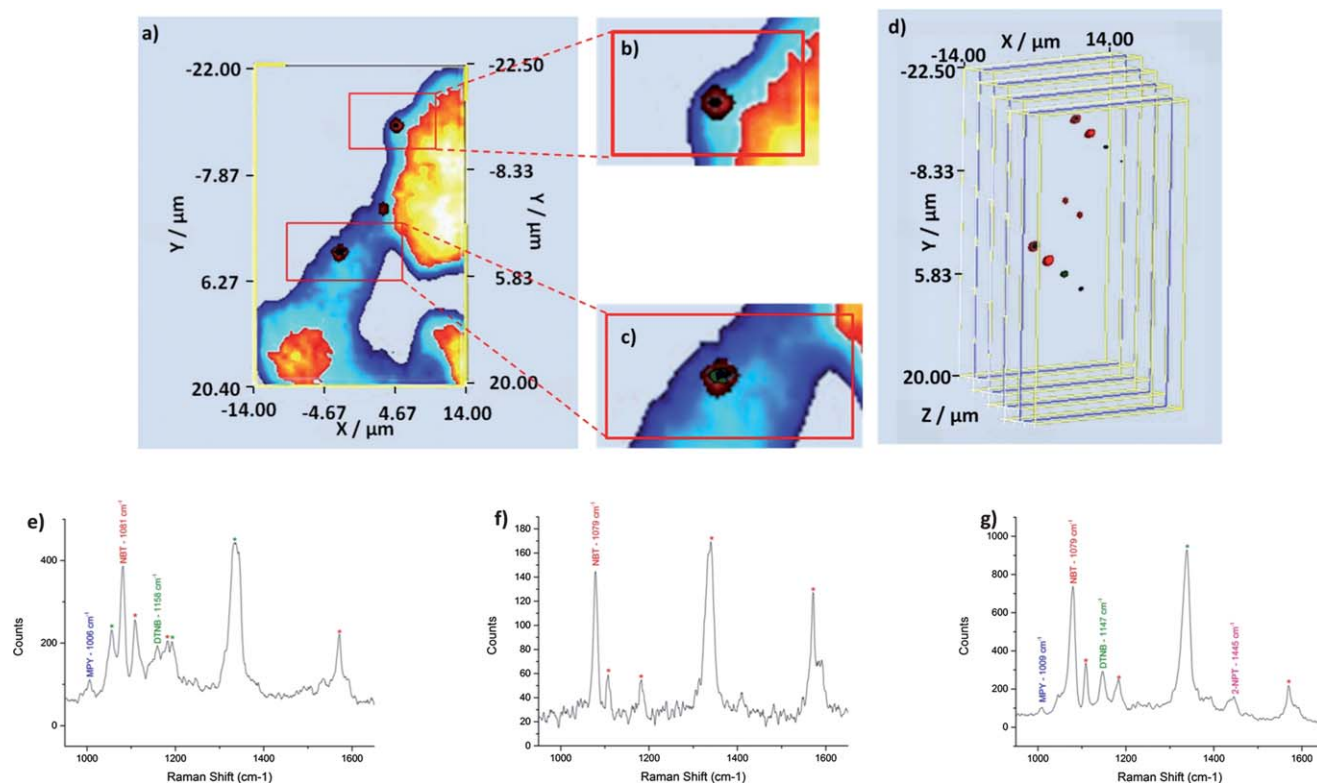 a)
-22.00
-7.87
6.27
20.40
Y / µm
-14.00
-4.67
4.67
14.00
X / µm
-22.50
-8.33
5.83
20.00
Y / µm
b)
c)
d)
X / µm
-14.00
14.00
-22.50
-8.33
5.83
20.00
Y / µm
Z / µm
e)
MPY - 1006 cm⁻¹
NBT - 1081 cm⁻¹
DTNB - 1158 cm⁻¹
*
*
*
*
*
*
*
Counts
400
200
0
1000
1200
1400
1600
Raman Shift (cm-1)
f)
NBT - 1079 cm⁻¹
*
*
*
*
Counts
180
160
140
120
100
80
60
40
20
0
1000
1200
1400
1600
Raman Shift (cm-1)
g)
MPY - 1009 cm⁻¹
NBT - 1079 cm⁻¹
DTNB - 1147 cm⁻¹
2-NPT - 1445 cm⁻¹
*
*
*
*
Counts
1000
800
600
400
200
0
1000
1200
1400
1600
Raman Shift (cm-1)